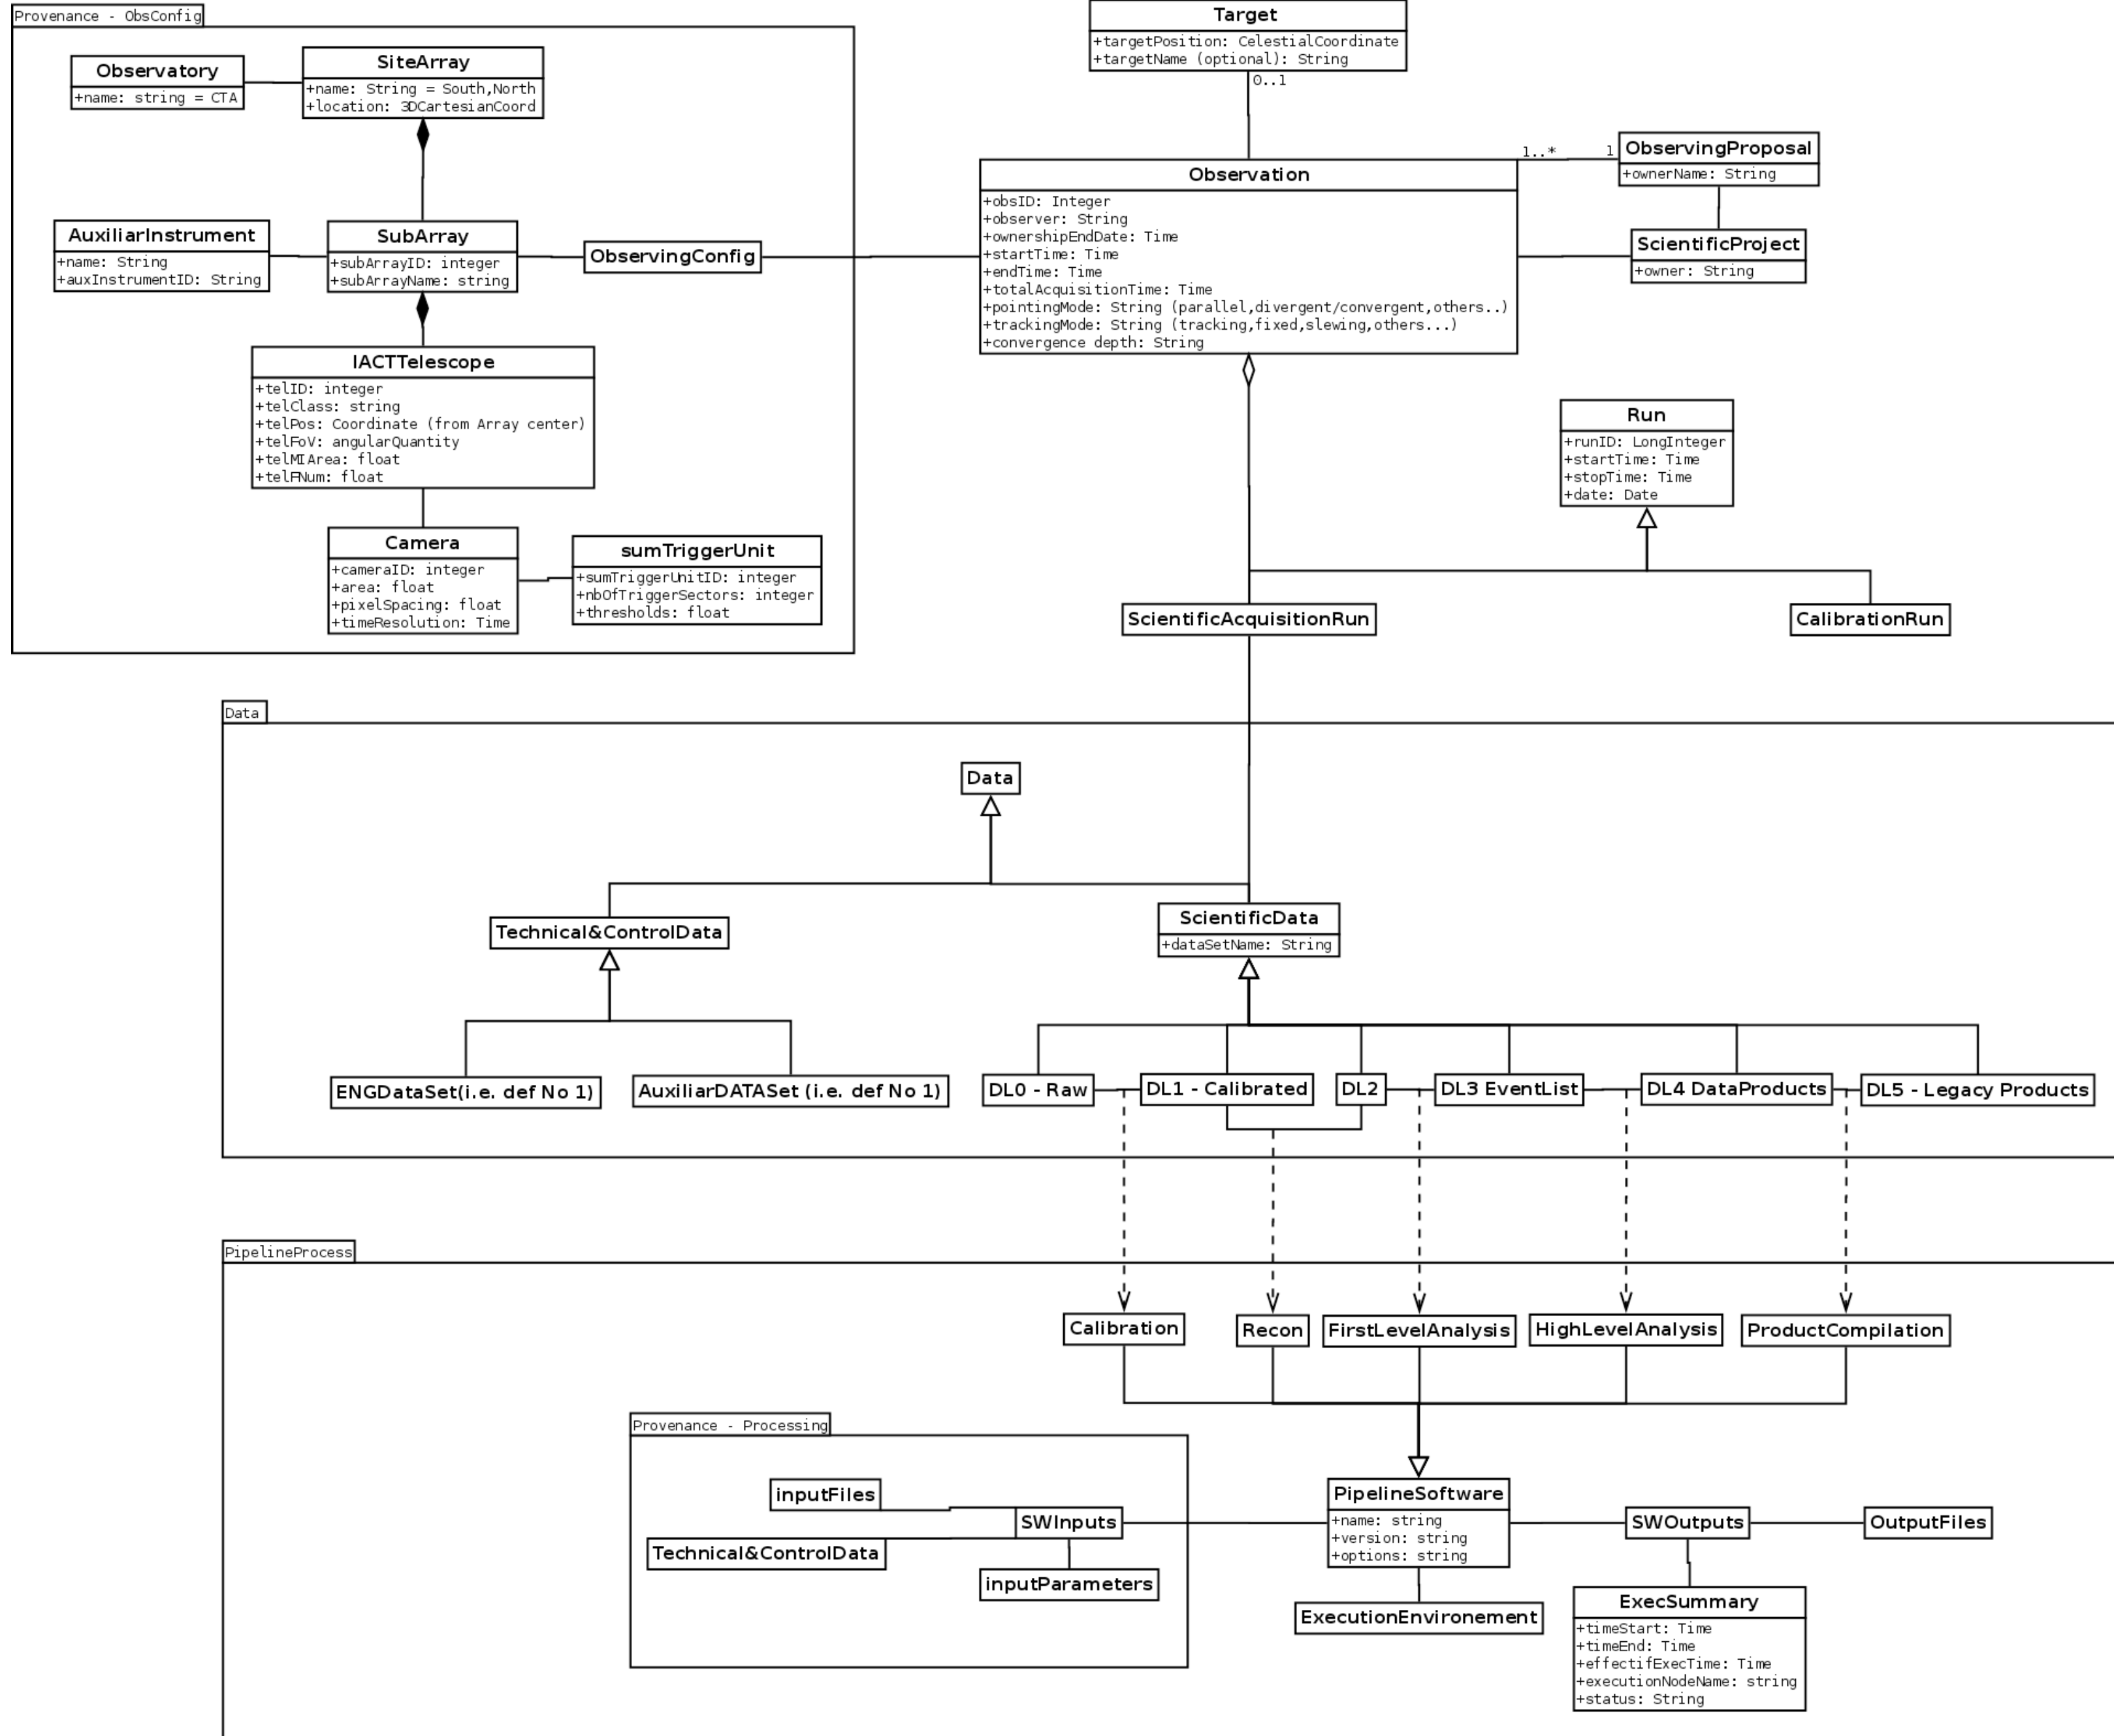 Provenance - ObsConfig
Observatory
+name: string = CTA
SiteArray
+name: String = South,North
+location: 3DCartesianCoord
AuxiliarInstrument
+name: String
+auxInstrumentID: String
SubArray
+subArrayID: integer
+subArrayName: string
ObservingConfig
IACTTelescope
+telID: integer
+telClass: string
+telPos: Coordinate (from Array center)
+telFoV: angularQuantity
+telMIArea: float
+telFNum: float
Camera
+cameraID: integer
+area: float
+pixelSpacing: float
+timeResolution: Time
sumTriggerUnit
+sumTriggerUnitID: integer
+nbOfTriggerSectors: integer
+thresholds: float
Target
+targetPosition: CelestialCoordinate
+targetName (optional): String
0..1
Observation
+obsID: Integer
+observer: String
+ownershipEndDate: Time
+startTime: Time
+endTime: Time
+totalAcquisitionTime: Time
+pointingMode: String (parallel,divergent/convergent,others..)
+trackingMode: String (tracking,fixed,slewing,others...)
+convergence depth: String
1..*
1
ObservingProposal
+ownerName: String
ScientificProject
+owner: String
Run
+runID: LongInteger
+startTime: Time
+stopTime: Time
+date: Date
ScientificAcquisitionRun
CalibrationRun
Data
Data
Technical&ControlData
ScientificData
+dataSetName: String
ENGDataSet(i.e. def No 1)
AuxiliarDATASet (i.e. def No 1)
DL0 - Raw
DL1 - Calibrated
DL2
DL3 EventList
DL4 DataProducts
DL5 - Legacy Products
PipelineProcess
Calibration
Recon
FirstLevelAnalysis
HighLevelAnalysis
ProductCompilation
Provenance - Processing
inputFiles
SWInputs
Technical&ControlData
inputParameters
PipelineSoftware
+name: string
+version: string
+options: string
ExecutionEnvironement
SWOutputs
OutputFiles
ExecSummary
+timeStart: Time
+timeEnd: Time
+effectifExecTime: Time
+executionNodeName: string
+status: String